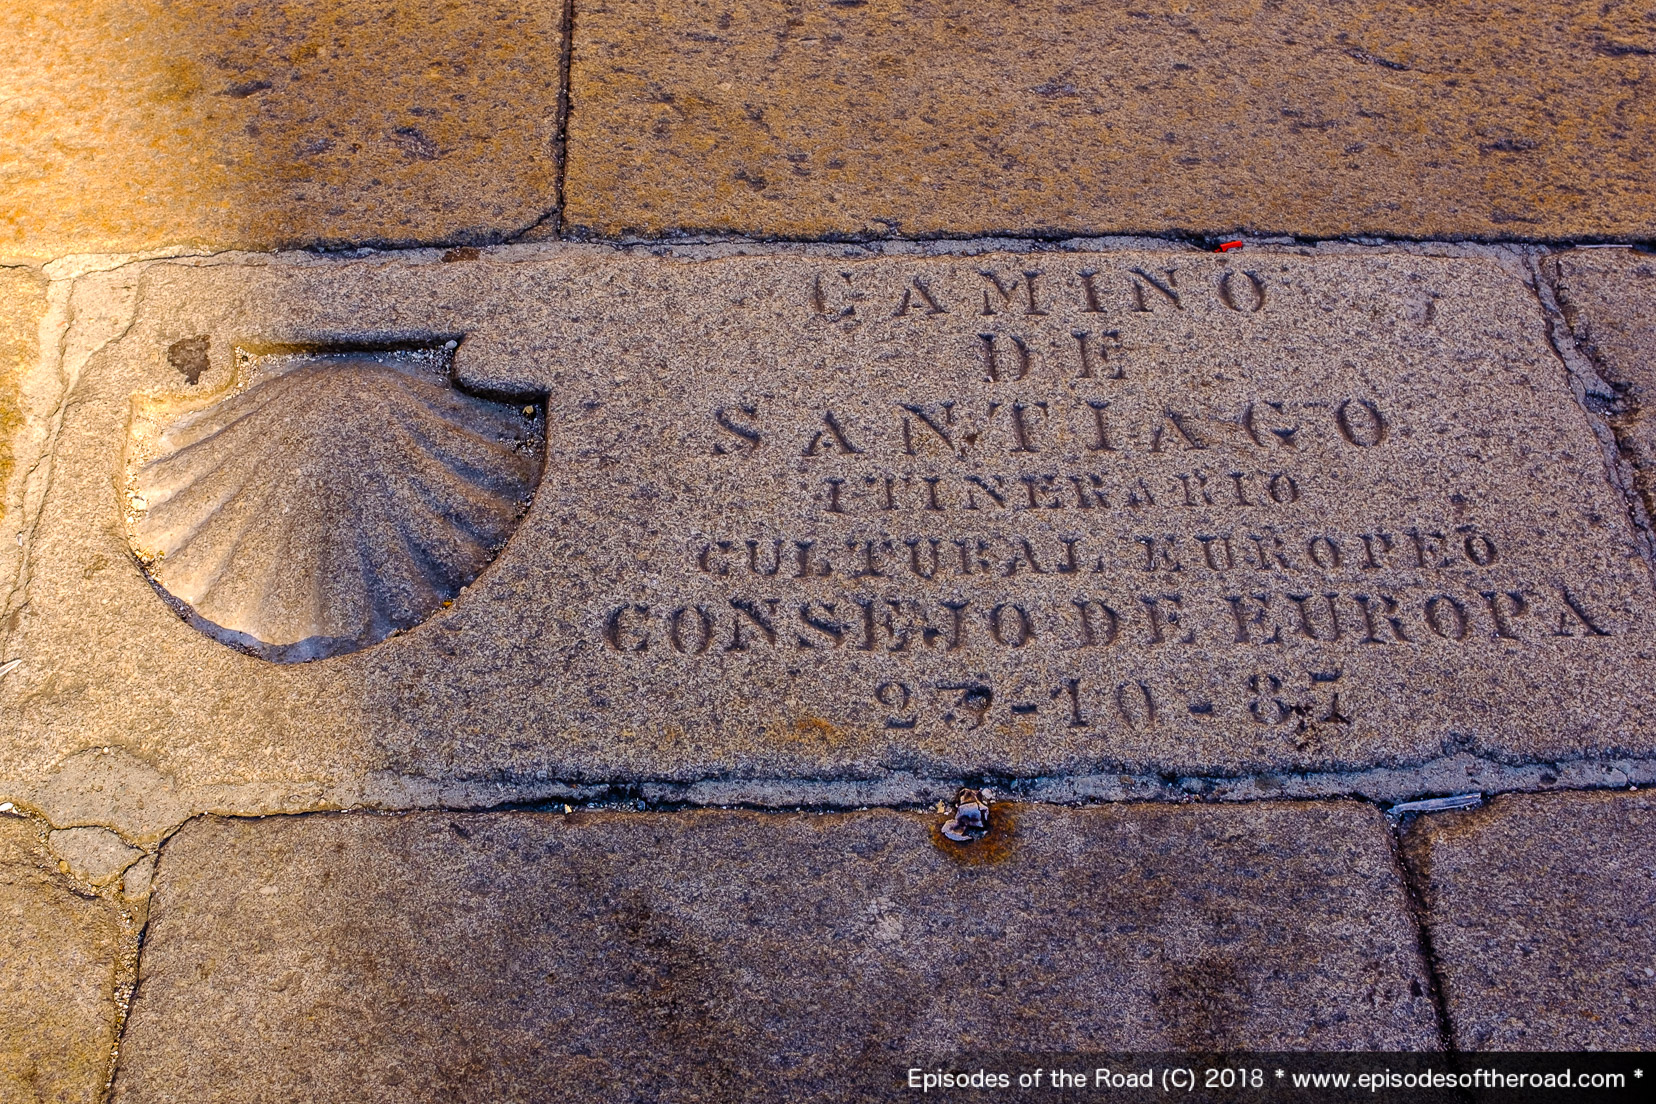 CAMINO
DE
SANTIAGO
ITINERARIO
CULTURAL EUROPEO
CONSEJO DE EUROPA
23-10-87
Episodes of the Road (C) 2018 * www.episodesoftheroad.com *